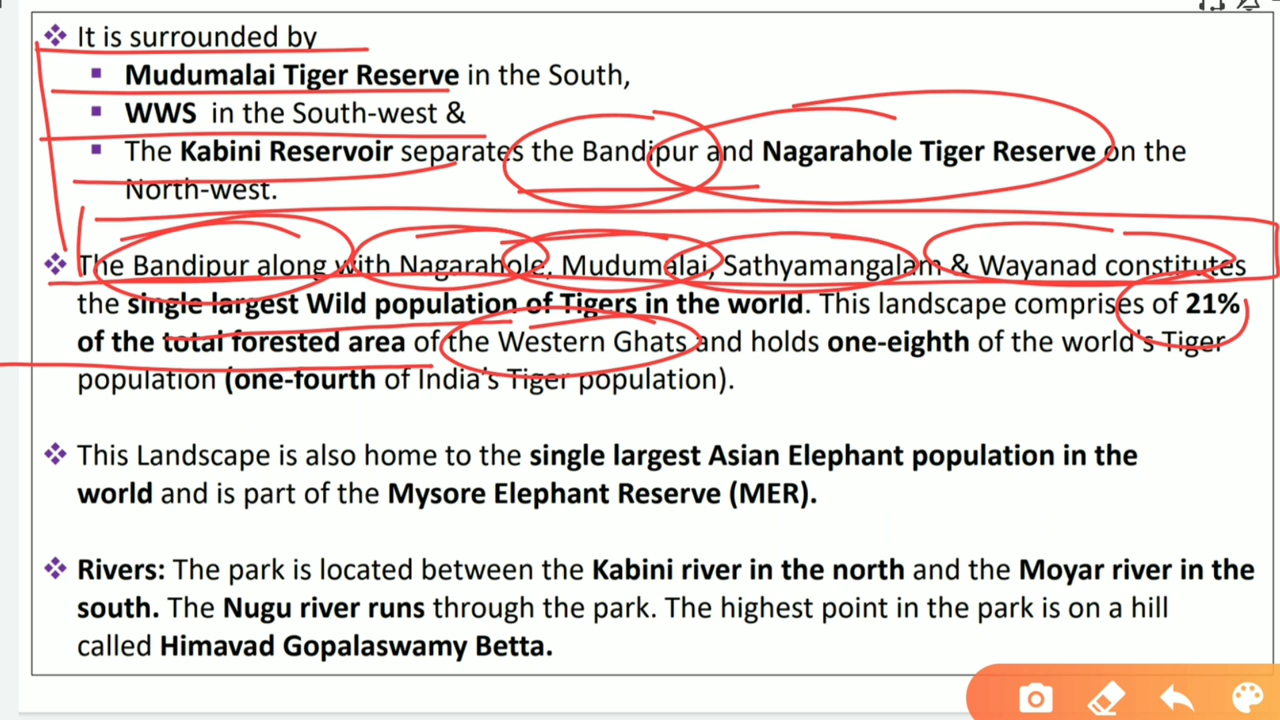 It is surrounded by
Mudumalai Tiger Reserve in the South,
WWS in the South-west &
The Kabini Reservoir separates the Bandipur and Nagarahole Tiger Reserve on the
North-west.
The Bandipur along with Nagarahole, Mudumalai, Sathyamangalam & Wayanad constitutes
the single largest Wild population of Tigers in the world. This landscape comprises of 21%
of the total forested area of the Western Ghats and holds one-eighth of the world's Tiger
population (one-fourth of India's Tiger population).
This Landscape is also home to the single largest Asian Elephant population in the
world and is part of the Mysore Elephant Reserve (MER).
Rivers: The park is located between the Kabini river in the north and the Moyar river in the
south. The Nugu river runs through the park. The highest point in the park is on a hill
called Himavad Gopalaswamy Betta.